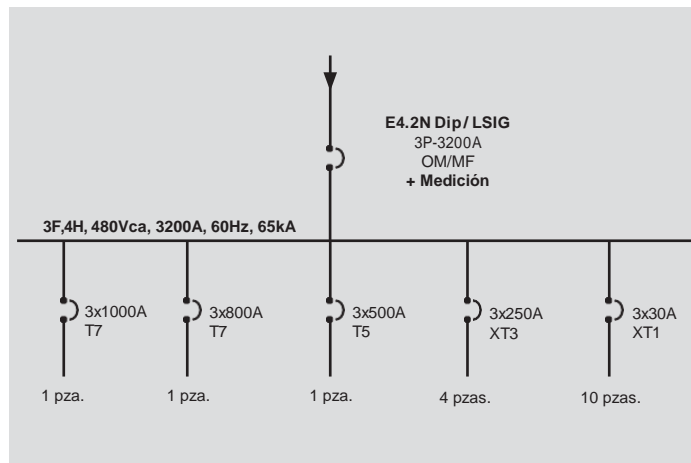 E4.2N Dip/ LSIG
3P-3200A
OM/MF
+ Medición
3F,4H, 480Vca, 3200A, 60Hz, 65kA
3x1000A
T7
3x800A
T7
3x500A
T5
3x250A
XT3
3x30A
XT1
1 pza.
1 pza.
1 pza.
4 pzas.
10 pzas.